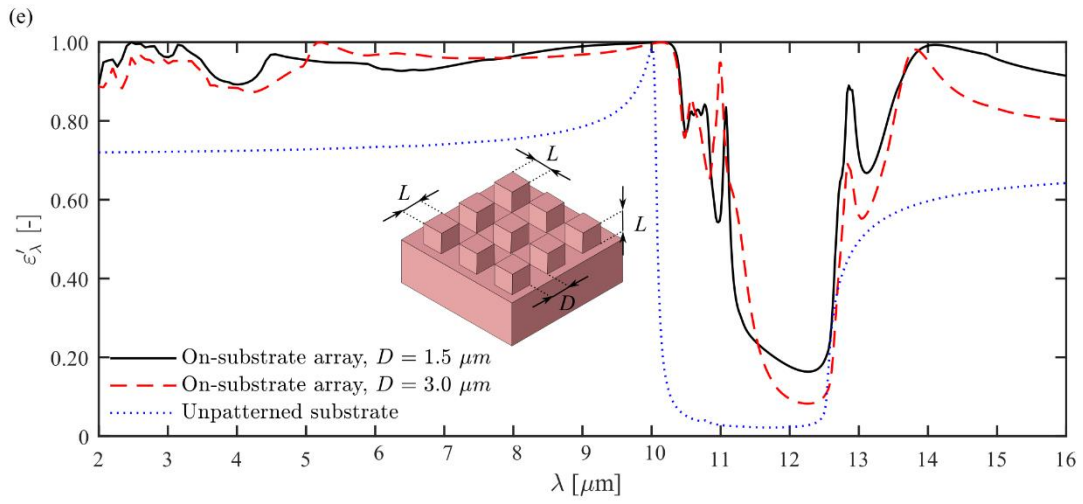 (e)
1.00
0.80
0.60
0.40
0.20
0
ε′λ [-]
L
L
L
D
On-substrate array, D = 1.5 μm
On-substrate array, D = 3.0 μm
Unpatterned substrate
2 3 4 5 6 7 8 9 10 11 12 13 14 15 16
λ [μm]